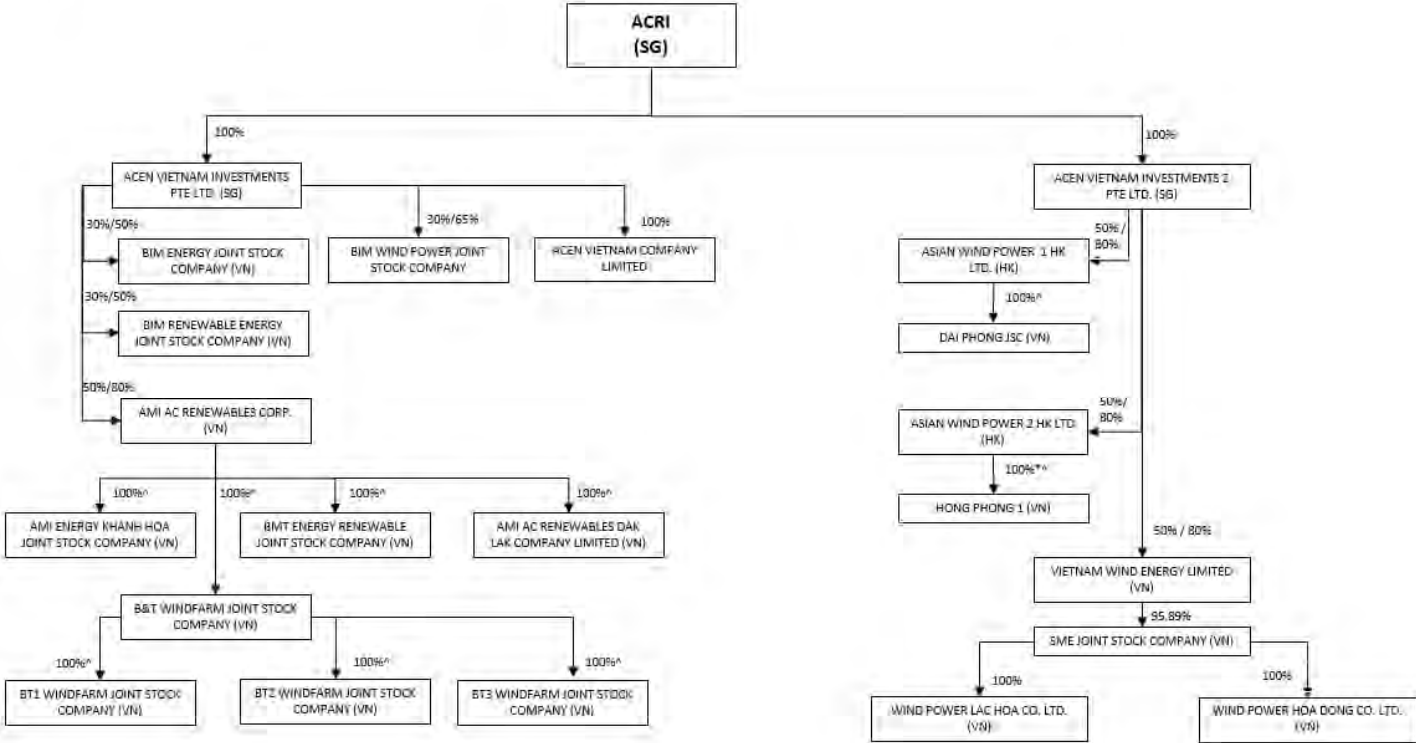 ACRI
(SG)
100%
100%
ACEN VIETNAM INVESTMENTS
PTE LTD. (SG)
ACEN VIETNAM INVESTMENTS 2
PTE LTD. (SG)
30%/50%
30%/65%
100%
BIM ENERGY JOINT STOCK
COMPANY (VN)
BIM WIND POWER JOINT
STOCK COMPANY
ACEN VIETNAM COMPANY
LIMITED
50% /
80%
ASIAN WIND POWER 1 HK
LTD. (HK)
30%/50%
100%^
BIM RENEWABLE ENERGY
JOINT STOCK COMPANY (VN)
DAI PHONG JSC (VN)
50%/80%
AMI AC RENEWABLES CORP.
(VN)
50%/
80%
ASIAN WIND POWER 2 HK LTD.
(HK)
100%*^
100%^
100%^
100%^
100%^
AMI ENERGY KHANH HOA
JOINT STOCK COMPANY (VN)
BMT ENERGY RENEWABLE
JOINT STOCK COMPANY (VN)
AMI AC RENEWABLES DAK
LAK COMPANY LIMITED (VN)
HONG PHONG 1 (VN)
50% / 80%
VIETNAM WIND ENERGY LIMITED
(VN)
B&T WINDFARM JOINT STOCK
COMPANY (VN)
95.89%
SME JOINT STOCK COMPANY (VN)
100%^
100%^
100%^
100%
100%
BT1 WINDFARM JOINT STOCK
COMPANY (VN)
BT2 WINDFARM JOINT STOCK
COMPANY (VN)
BT3 WINDFARM JOINT STOCK
COMPANY (VN)
WIND POWER LAC HOA CO. LTD.
(VN)
WIND POWER HOA DONG CO. LTD.
(VN)